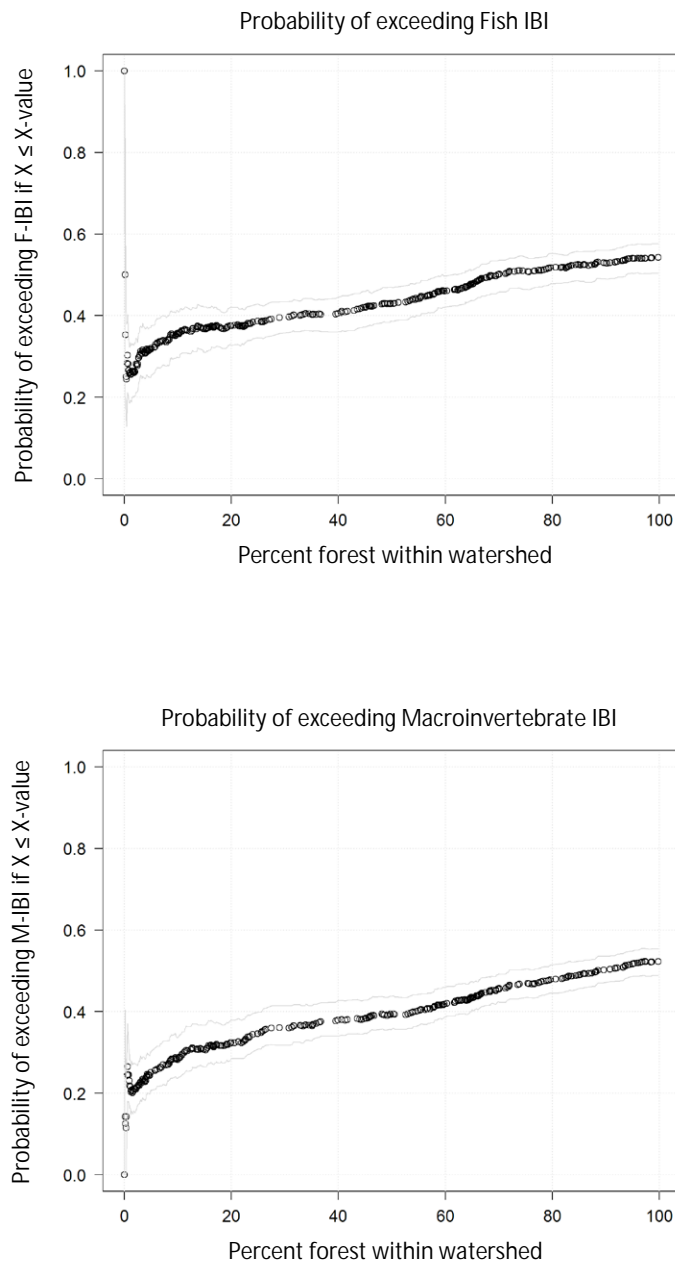 Probability of exceeding Fish IBI
Probability of exceeding F-IBI if X ≤ X-value
1.0
0.8
0.6
0.4
0.2
0.0
0 20 40 60 80 100
Percent forest within watershed
Probability of exceeding Macroinvertebrate IBI
Probability of exceeding M-IBI if X ≤ X-value
1.0
0.8
0.6
0.4
0.2
0.0
0 20 40 60 80 100
Percent forest within watershed